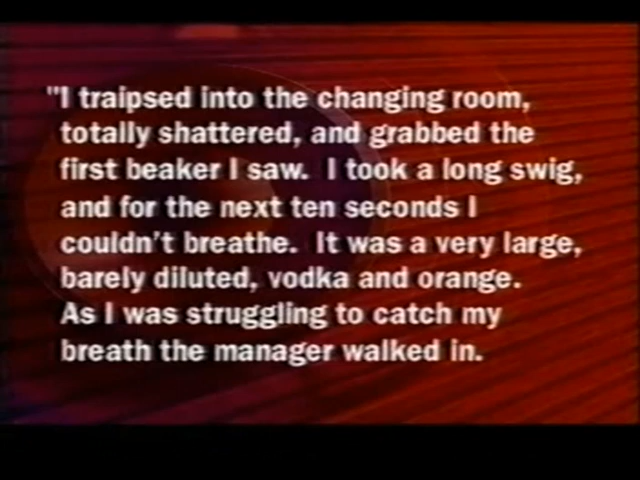 "I traipsed into the changing room,
totally shattered, and grabbed the
first beaker I saw.  I took a long swig,
and for the next ten seconds I
couldn't breathe.  It was a very large,
barely diluted, vodka and orange.
As I was struggling to catch my
breath the manager walked in.